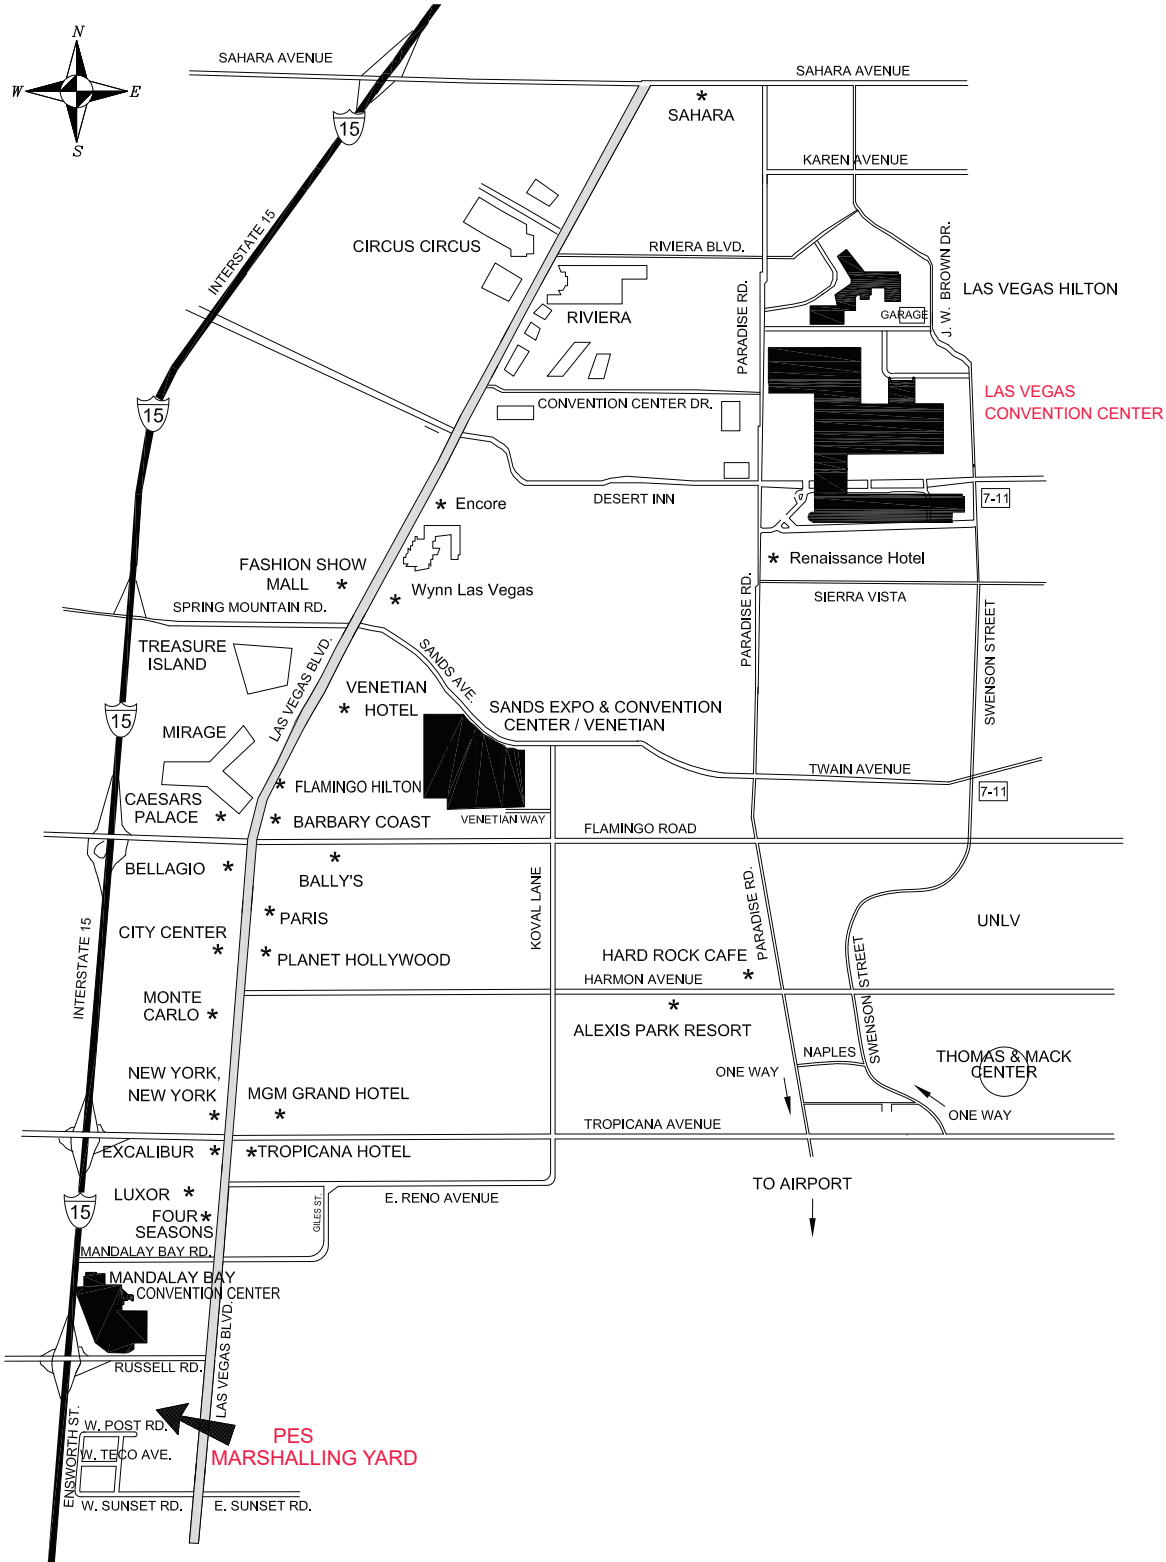 N
W
E
S
SAHARA AVENUE
SAHARA AVENUE
SAHARA
15
KAREN AVENUE
INTERSTATE 15
CIRCUS CIRCUS
RIVIERA BLVD.
J. W. BROWN DR.
LAS VEGAS HILTON
GARAGE
RIVIERA
PARADISE RD.
LAS VEGAS
CONVENTION CENTER
CONVENTION CENTER DR.
15
DESERT INN
7-11
Encore
FASHION SHOW
MALL
Renaissance Hotel
Wynn Las Vegas
SPRING MOUNTAIN RD.
SIERRA VISTA
PARADISE RD.
SWENSON STREET
TREASURE
ISLAND
LAS VEGAS BLVD.
SANDS AVE.
VENETIAN
HOTEL
SANDS EXPO & CONVENTION
CENTER / VENETIAN
15
MIRAGE
TWAIN AVENUE
7-11
FLAMINGO HILTON
CAESARS
PALACE
BARBARY COAST
VENETIAN WAY
FLAMINGO ROAD
BELLAGIO
BALLY'S
KOVAL LANE
PARADISE RD.
PARIS
UNLV
CITY CENTER
INTERSTATE 15
PLANET HOLLYWOOD
HARD ROCK CAFE
HARMON AVENUE
SWENSON STREET
MONTE
CARLO
ALEXIS PARK RESORT
NAPLES
THOMAS & MACK
CENTER
ONE WAY
NEW YORK,
NEW YORK
MGM GRAND HOTEL
ONE WAY
TROPICANA AVENUE
EXCALIBUR
TROPICANA HOTEL
TO AIRPORT
LUXOR
E. RENO AVENUE
GILES ST.
15
FOUR
SEASONS
MANDALAY BAY RD.
MANDALAY BAY
CONVENTION CENTER
LAS VEGAS BLVD.
RUSSELL RD.
ENSWORTH ST.
W. POST RD.
PES
MARSHALLING YARD
W. TECO AVE.
W. SUNSET RD.
E. SUNSET RD.